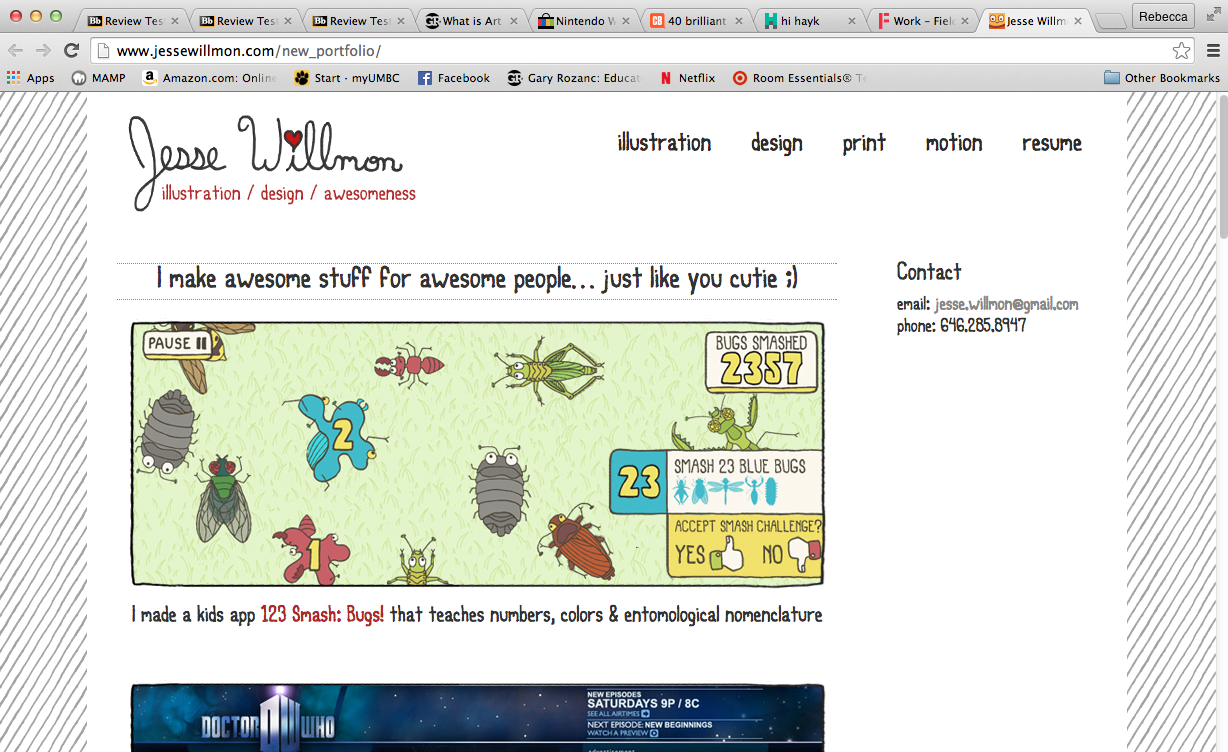 Review Tes
Review Tes
Review Tes
What is Art
Nintendo W
40 brilliant
hi hayk
Work – Fiel
Jesse Willm
Rebecca
www.jessewillmon.com/new_portfolio/
Apps
MAMP
Amazon.com: Online
Start - myUMBC
Facebook
Gary Rozanc: Educat
Netflix
Room Essentials® Te
Other Bookmarks
Jesse Willmon
illustration / design / awesomeness
illustration
design
print
motion
resume
I make awesome stuff for awesome people... just like you cutie ;)
Contact
email: jesse.willmon@gmail.com
phone: 646.285.8947
PAUSE
BUGS SMASHED
2357
2
23
SMASH 23 BLUE BUGS
ACCEPT SMASH CHALLENGE?
YES
NO
1
I made a kids app 123 Smash: Bugs! that teaches numbers, colors & entomological nomenclature
DOCTOR WHO
NEW EPISODES
SATURDAYS 9P / 8C
SEE ALL AIRTIMES
NEXT EPISODE: NEW BEGINNINGS
WATCH A PREVIEW